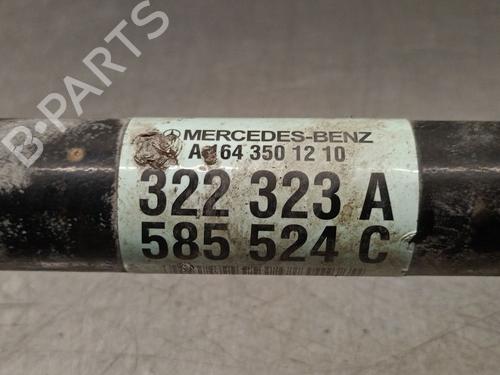 B-PARTS
MERCEDES-BENZ
A 164 350 12 10
322 323 A
585 524 C